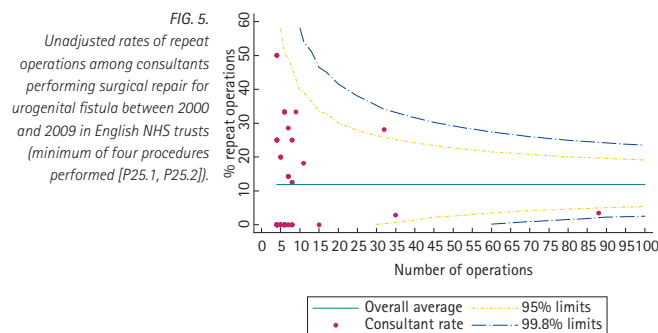 FIG. 5.
Unadjusted rates of repeat
operations among consultants
performing surgical repair for
urogenital fistula between 2000
and 2009 in English NHS trusts
(minimum of four procedures
performed [P25.1, P25.2]).
% repeat operations
60
50
40
30
20
10
0
0 5 10 15 20 25 30 35 40 45 50 55 60 65 70 75 80 85 90 95 100
Number of operations
Overall average 95% limits
Consultant rate 99.8% limits